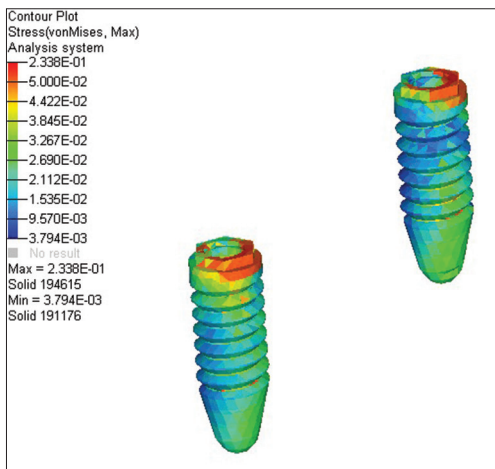 Contour Plot
Stress(vonMises, Max)
Analysis system
2.338E-01
5.000E-02
4.422E-02
3.845E-02
3.267E-02
2.690E-02
2.112E-02
1.535E-02
9.570E-03
3.794E-03
No result
Max = 2.338E-01
Solid 194615
Min = 3.794E-03
Solid 191176